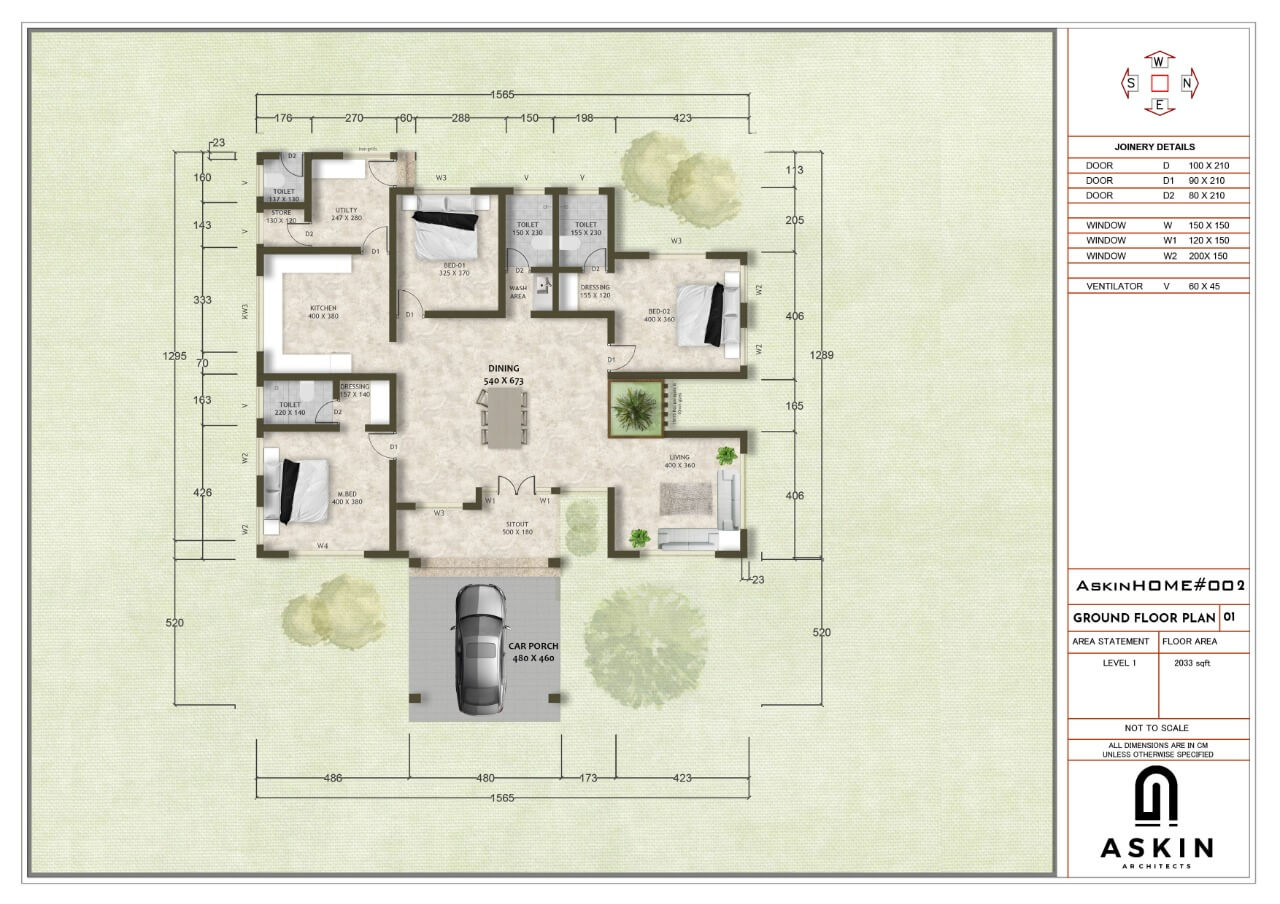 1565
176
270
60
288
150
198
423
23
160
143
333
1295
70
163
426
520
113
205
406
1289
165
406
23
520
D2
TOILET
137 X 130
STORE
130 X 120
D2
UTILTY
247 X 280
D1
V
V
KW3
V
W2
W2
W3
V
V
W3
KITCHEN
400 X 380
BED-01
325 X 370
D1
TOILET
150 X 230
D2
TOILET
155 X 230
D2
WASH
AREA
DRESSING
155 X 120
BED-02
400 X 360
D1
W2
W2
DINING
540 X 673
DRESSING
157 X 140
TOILET
220 X 140
D2
D1
M.BED
400 X 380
W4
W3
W1
W1
SITOUT
500 X 180
LIVING
400 X 360
CAR PORCH
480 X 460
486
480
173
423
1565
W
S
N
E
JOINERY DETAILS
DOOR D 100 X 210
DOOR D1 90 X 210
DOOR D2 80 X 210
WINDOW W 150 X 150
WINDOW W1 120 X 150
WINDOW W2 200X 150
VENTILATOR V 60 X 45
ASKINHOME#002
GROUND FLOOR PLAN 01
AREA STATEMENT FLOOR AREA
LEVEL 1 2033 sqft
NOT TO SCALE
ALL DIMENSIONS ARE IN CM
UNLESS OTHERWISE SPECIFIED
ASKIN
ARCHITECTS